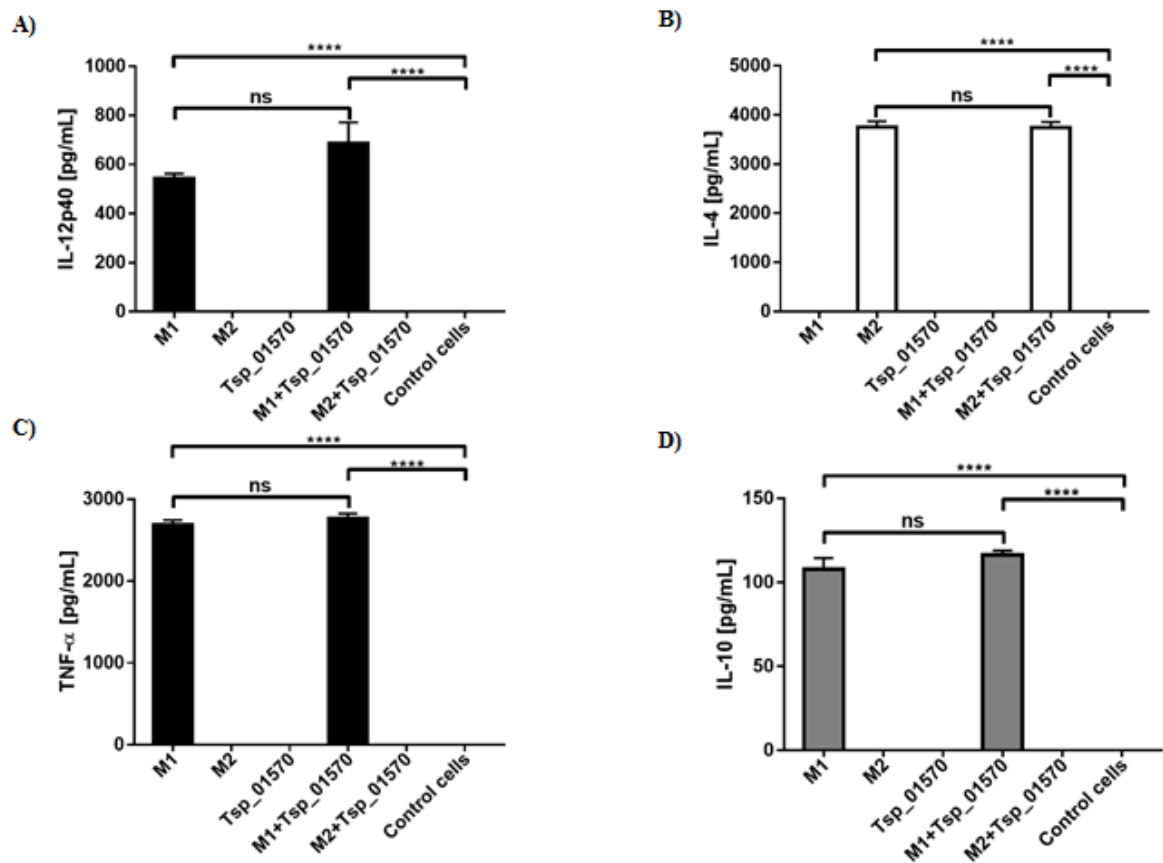 A)
****
****
ns
1000
800
600
400
200
0
IL-12p40 [pg/mL]
M1
M2
Tsp_01570
M1+Tsp_01570
M2+Tsp_01570
Control cells
B)
****
****
ns
5000
4000
3000
2000
1000
0
IL-4 [pg/mL]
M1
M2
Tsp_01570
M1+Tsp_01570
M2+Tsp_01570
Control cells
C)
****
****
ns
3000
2000
1000
0
TNF-α [pg/mL]
M1
M2
Tsp_01570
M1+Tsp_01570
M2+Tsp_01570
Control cells
D)
****
****
ns
150
100
50
0
IL-10 [pg/mL]
M1
M2
Tsp_01570
M1+Tsp_01570
M2+Tsp_01570
Control cells